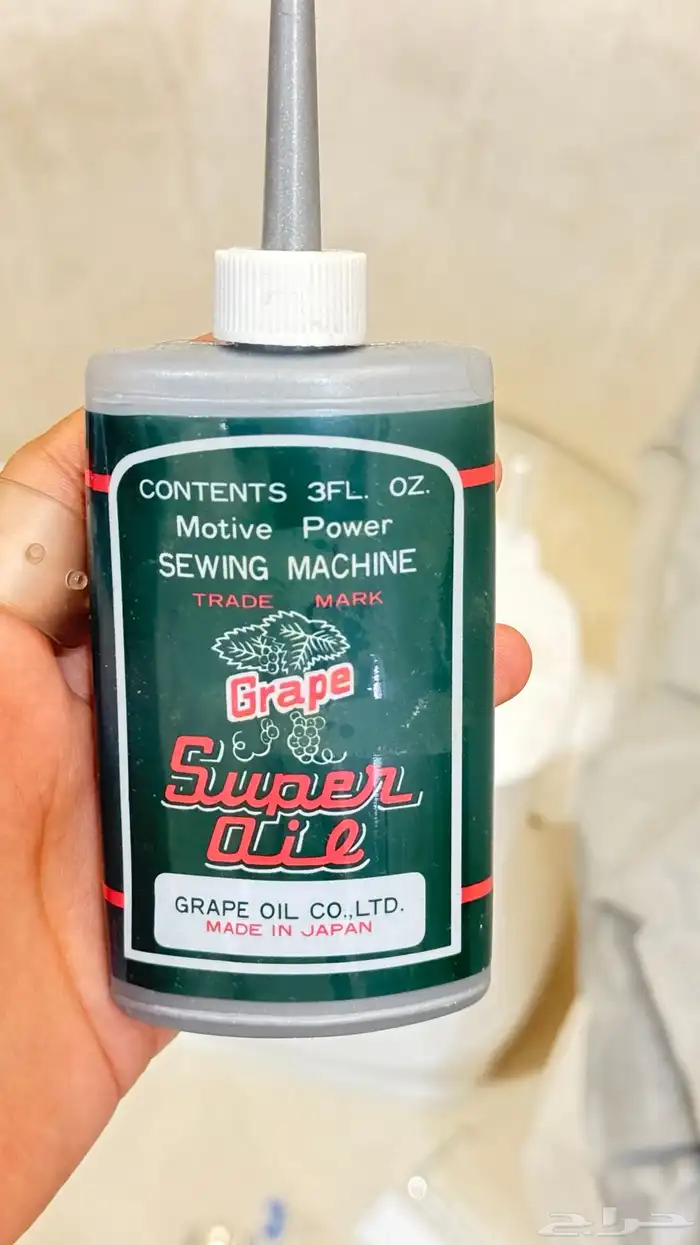 CONTENTS 3FL. OZ.
Motive Power
SEWING MACHINE
TRADE MARK
Grape
Super
Oil
GRAPE OIL CO.,LTD.
MADE IN JAPAN
حراج